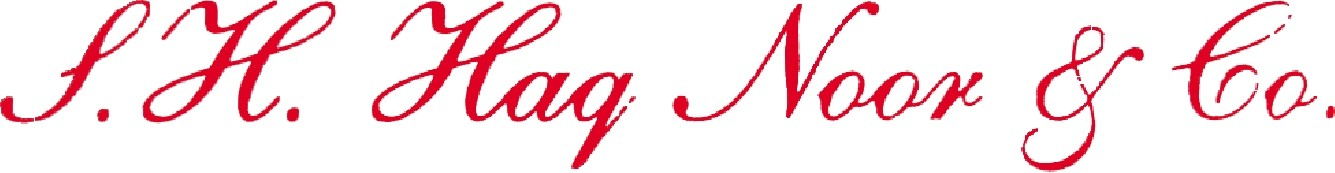 S.H. Haq Noor & Co.